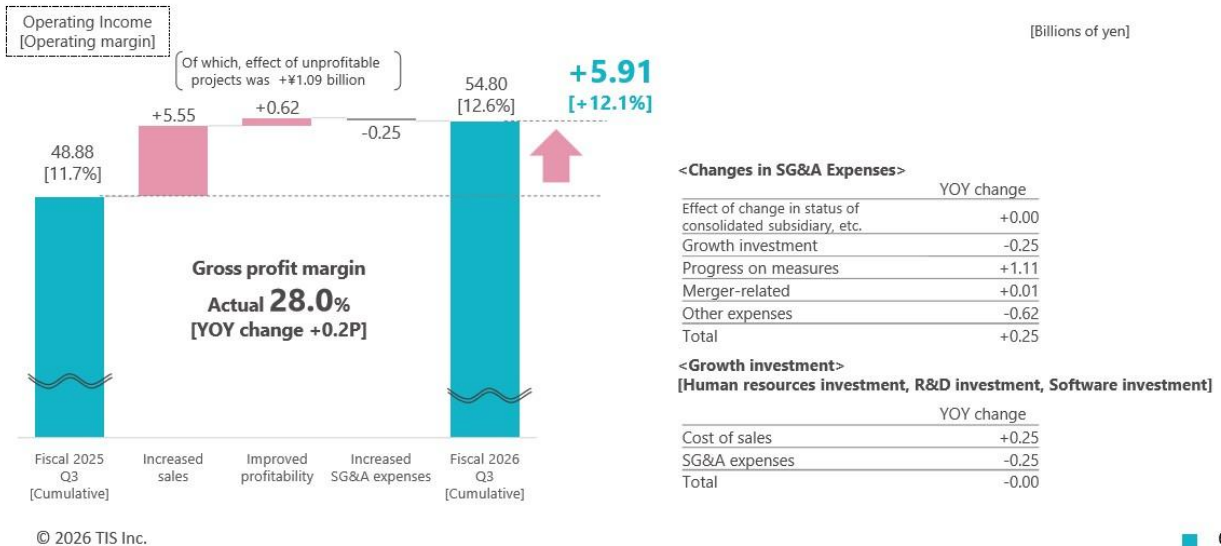 Operating Income
[Operating margin]
[Billions of yen]
Of which, effect of unprofitable
projects was +¥1.09 billion
+5.91
[+12.1%]
54.80
[12.6%]
+5.55
+0.62
-0.25
48.88
[11.7%]
Gross profit margin
Actual 28.0%
[YOY change +0.2P]
Fiscal 2025
Q3
[Cumulative]
Increased
sales
Improved
profitability
Increased
SG&A expenses
Fiscal 2026
Q3
[Cumulative]
<Changes in SG&A Expenses>
YOY change
Effect of change in status of
consolidated subsidiary, etc.
+0.00
Growth investment -0.25
Progress on measures +1.11
Merger-related +0.01
Other expenses -0.62
Total +0.25
<Growth investment>
[Human resources investment, R&D investment, Software investment]
YOY change
Cost of sales +0.25
SG&A expenses -0.25
Total -0.00
© 2026 TIS Inc.